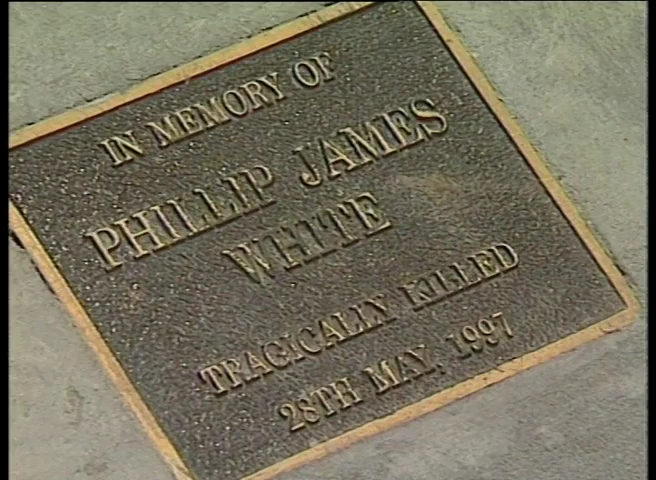 IN MEMORY OF
PHILLIP JAMES
WHITE
TRAGICALLY KILLED
28TH MAY, 1997